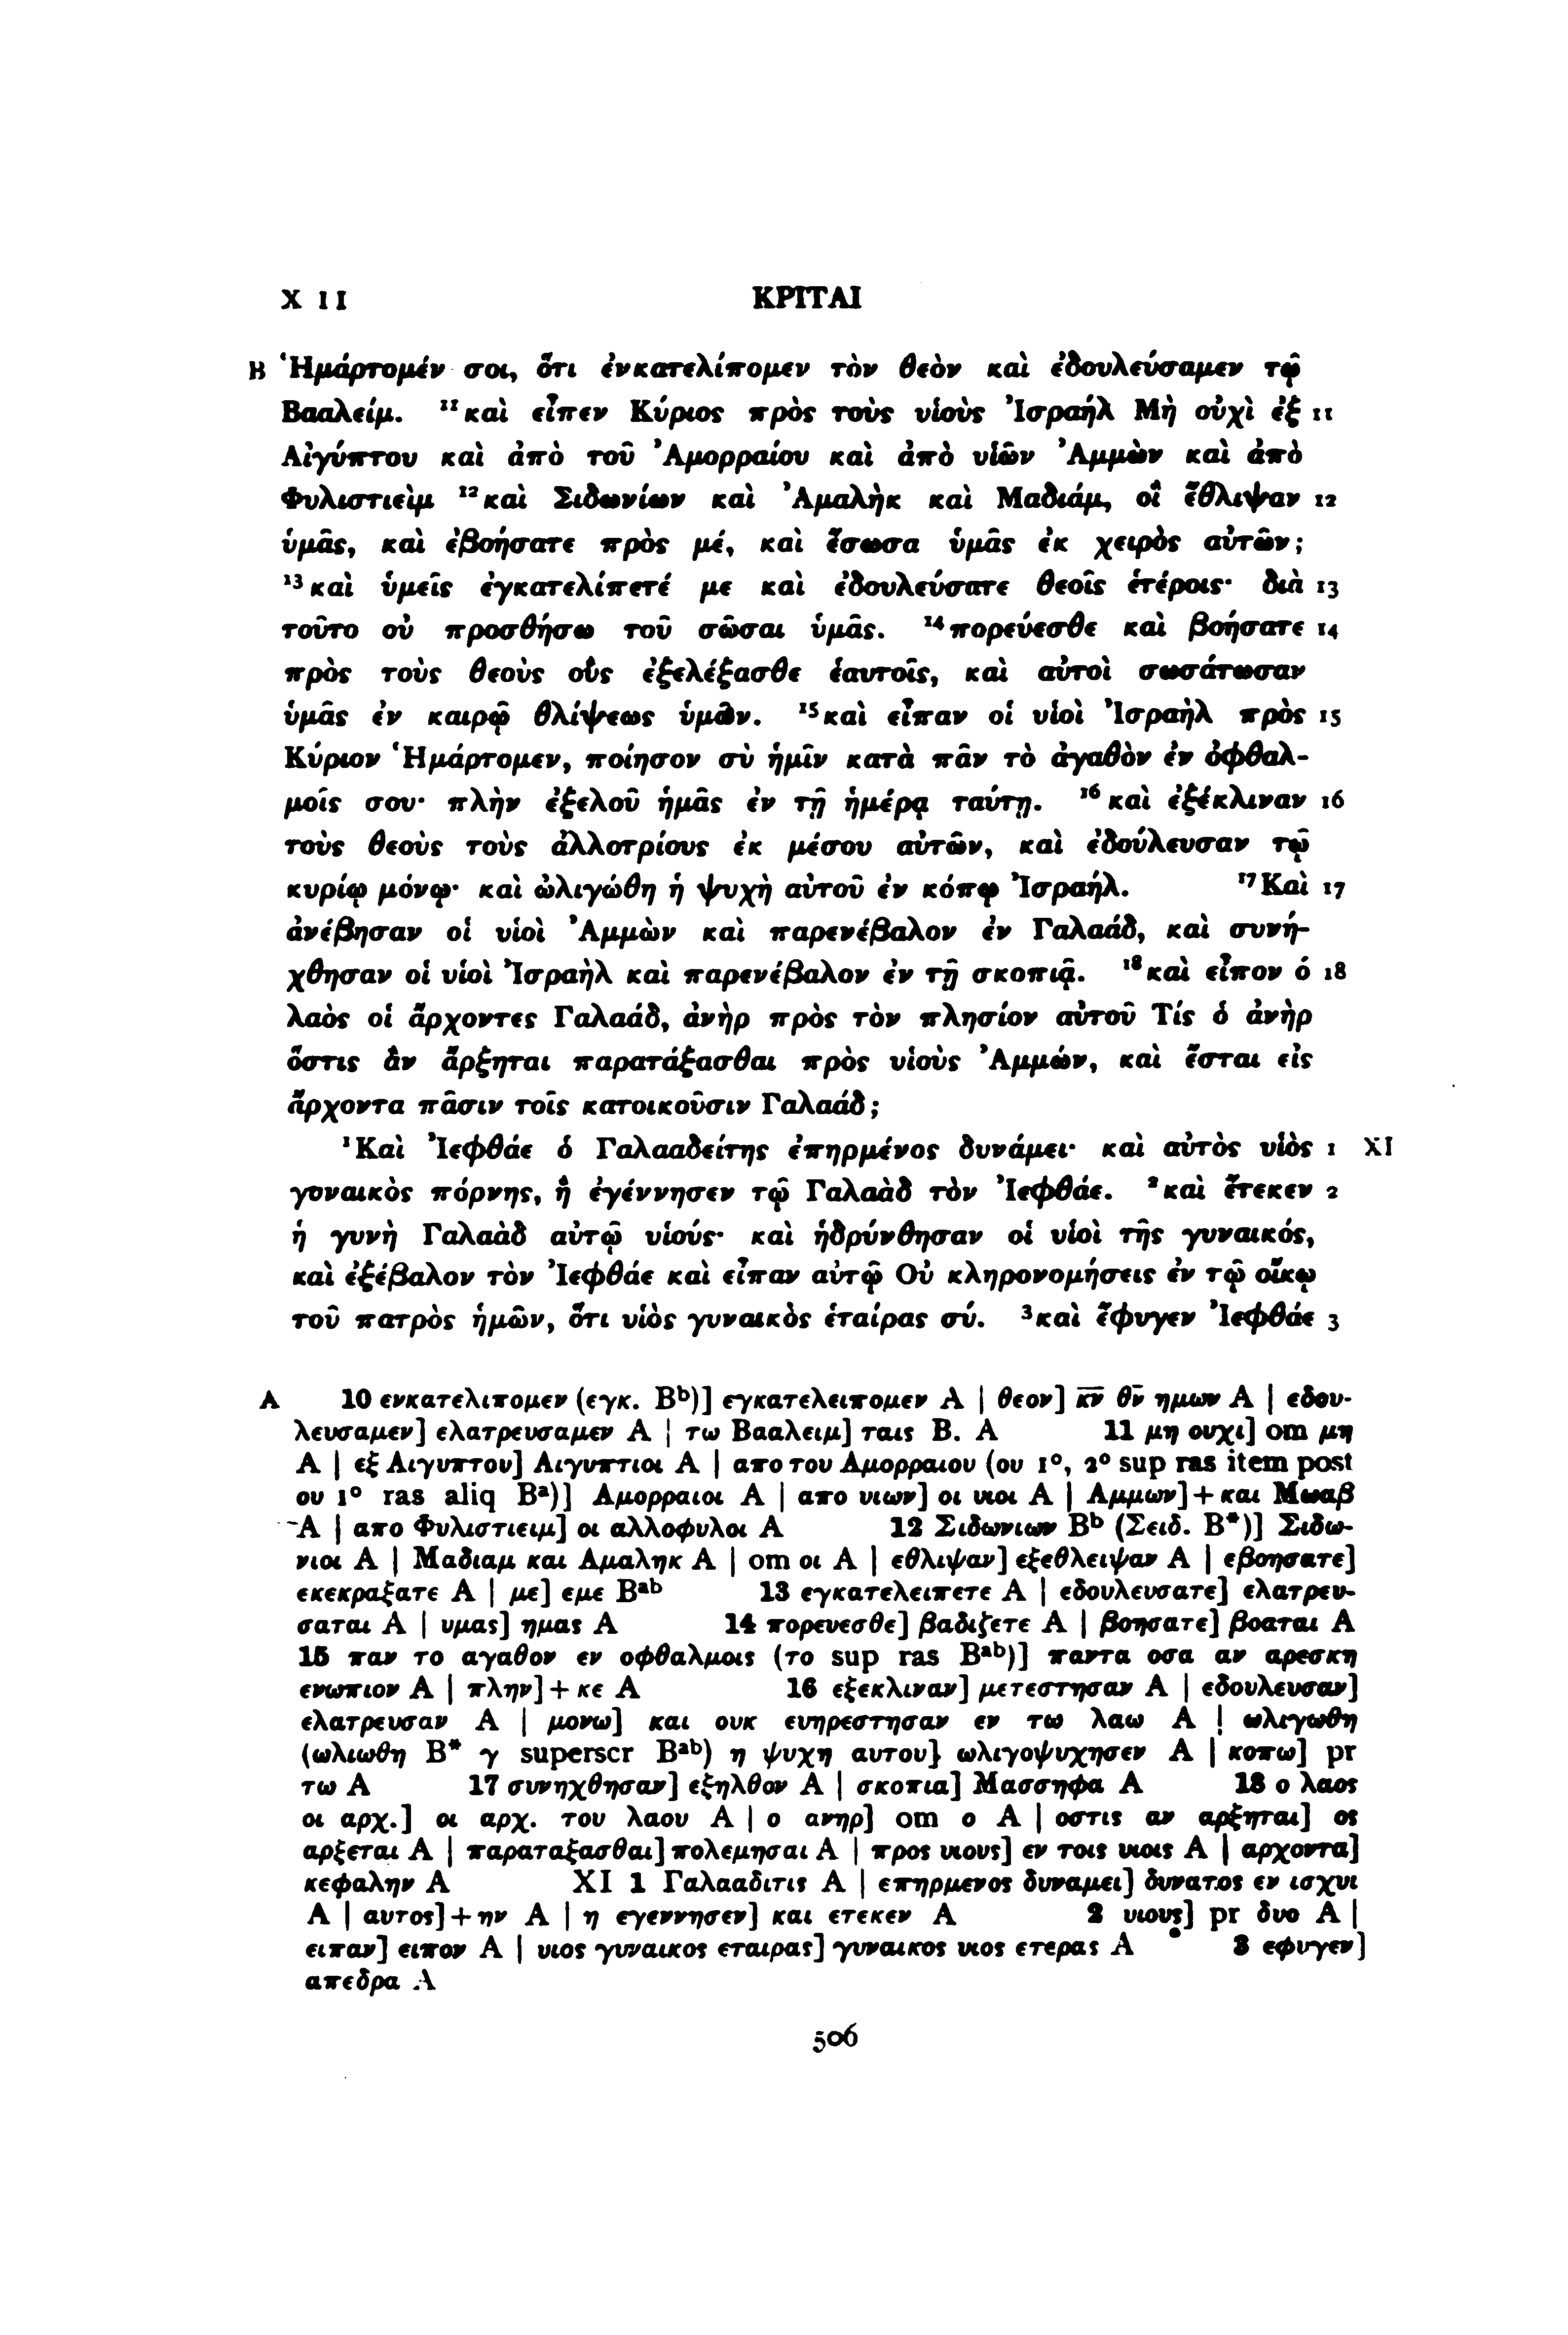 X 11 ΚΡΙΤΑΙ
B Ἡμάρτομέν σοι, ὅτι ἐνκατελίπομεν τὸν θεὸν καὶ ἐδουλεύσαμεν τῷ
Βααλείμ. ¹¹καὶ εἶπεν Κύριος πρὸς τοὺς υἱοὺς Ἰσραήλ Μὴ οὐχὶ ἐξ 11
Αἰγύπτου καὶ ἀπὸ τοῦ Ἀμορραίου καὶ ἀπὸ υἱῶν Ἀμμὼν καὶ ἀπὸ
Φυλιστιεὶμ ¹²καὶ Σιδωνίων καὶ Ἀμαλὴκ καὶ Μαδιάμ, οἳ ἔθλιψαν 12
ὑμᾶς, καὶ ἐβοήσατε πρὸς μέ, καὶ ἔσωσα ὑμᾶς ἐκ χειρὸς αὐτῶν;
¹³καὶ ὑμεῖς ἐγκατελίπετέ με καὶ ἐδουλεύσατε θεοῖς ἑτέροις· διὰ 13
τοῦτο οὐ προσθήσω τοῦ σῶσαι ὑμᾶς. ¹⁴πορεύεσθε καὶ βοήσατε 14
πρὸς τοὺς θεοὺς οὓς ἐξελέξασθε ἑαυτοῖς, καὶ αὐτοὶ σωσάτωσαν
ὑμᾶς ἐν καιρῷ θλίψεως ὑμῶν. ¹⁵καὶ εἶπαν οἱ υἱοὶ Ἰσραὴλ πρὸς 15
Κύριον Ἡμάρτομεν, ποίησον σὺ ἡμῖν κατὰ πᾶν τὸ ἀγαθὸν ἐν ὀφθαλ-
μοῖς σου· πλὴν ἐξελοῦ ἡμᾶς ἐν τῇ ἡμέρᾳ ταύτῃ. ¹⁶καὶ ἐξέκλιναν 16
τοὺς θεοὺς τοὺς ἀλλοτρίους ἐκ μέσου αὐτῶν, καὶ ἐδούλευσαν τῷ
κυρίῳ μόνῳ· καὶ ὠλιγώθη ἡ ψυχὴ αὐτοῦ ἐν κόπῳ Ἰσραήλ. ¹⁷Καὶ 17
ἀνέβησαν οἱ υἱοὶ Ἀμμὼν καὶ παρενέβαλον ἐν Γαλαάδ, καὶ συνή-
χθησαν οἱ υἱοὶ Ἰσραὴλ καὶ παρενέβαλον ἐν τῇ σκοπιᾷ. ¹⁸καὶ εἶπον ὁ 18
λαὸς οἱ ἄρχοντες Γαλαάδ, ἀνὴρ πρὸς τὸν πλησίον αὐτοῦ Τίς ὁ ἀνὴρ
ὅστις ἂν ἄρξηται παρατάξασθαι πρὸς υἱοὺς Ἀμμών, καὶ ἔσται εἰς
ἄρχοντα πᾶσιν τοῖς κατοικοῦσιν Γαλαάδ;
¹Καὶ Ἰεφθάε ὁ Γαλααδείτης ἐπηρμένος δυνάμει· καὶ αὐτὸς υἱὸς 1 XI
γυναικὸς πόρνης, ἣ ἐγέννησεν τῷ Γαλαὰδ τὸν Ἰεφθάε. ²καὶ ἔτεκεν 2
ἡ γυνὴ Γαλαὰδ αὐτῷ υἱούς· καὶ ἡδρύνθησαν οἱ υἱοὶ τῆς γυναικός,
καὶ ἐξέβαλον τὸν Ἰεφθάε καὶ εἶπαν αὐτῷ Οὐ κληρονομήσεις ἐν τῷ οἴκῳ
τοῦ πατρὸς ἡμῶν, ὅτι υἱὸς γυναικὸς ἑταίρας σύ. ³καὶ ἔφυγεν Ἰεφθάε 3
A 10 ενκατελιπομεν (εγκ. Bᵇ)] εγκατελειπομεν A | θεον] κ̅ν̅ θ̅ν̅ ημων A | εδου-
λευσαμεν] ελατρευσαμεν A | τω Βααλειμ] ταις Β. A 11 μη ουχι] om μη
A | εξ Αιγυπτου] Αιγυπτιοι A | απο του Αμορραιου (ου 1°, 2° sup ras item post
ου 1° ras aliq Bᵃ)] Αμορραιοι A | απο υιων] οι υιοι A | Αμμων]+και Μωαβ
A | απο Φυλιστιειμ] οι αλλοφυλοι A 12 Σιδωνιων Bᵇ (Σειδ. B*)] Σιδω-
νιοι A | Μαδιαμ και Αμαληκ A | om οι A | εθλιψαν] εξεθλειψαν A | εβοησατε]
εκεκραξατε A | με] εμε Bᵃᵇ 13 εγκατελειπετε A | εδουλευσατε] ελατρευ-
σαται A | υμας] ημας A 14 πορευεσθε] βαδιζετε A | βοησατε] βοαται A
15 παν το αγαθον εν οφθαλμοις (το sup ras Bᵃᵇ)] παντα οσα αν αρεσκη
ενωπιον A | πλην]+κε A 16 εξεκλιναν] μετεστησαν A | εδουλευσαν]
ελατρευσαν A | μονω] και ουκ ευηρεστησαν εν τω λαω A | ωλιγωθη
(ωλιωθη B* γ superscr Bᵃᵇ) η ψυχη αυτου] ωλιγοψυχησεν A | κοπω] pr
τω A 17 συνηχθησαν] εξηλθον A | σκοπια] Μασσηφα A 18 ο λαος
οι αρχ.] οι αρχ. του λαου A | ο ανηρ] om ο A | οστις αν αρξηται] ος
αρξεται A | παραταξασθαι] πολεμησαι A | προς υιους] εν τοις υιοις A | αρχοντα]
κεφαλην A XI 1 Γαλααδιτις A | επηρμενος δυναμει] δυνατος εν ισχυι
A | αυτος]+ην A | η εγεννησεν] και ετεκεν A 2 υιους] pr δυο A |
ειπαν] ειπον A | υιος γυναικος εταιρας] γυναικος υιος ετερας A 3 εφυγεν]
απεδρα A
506